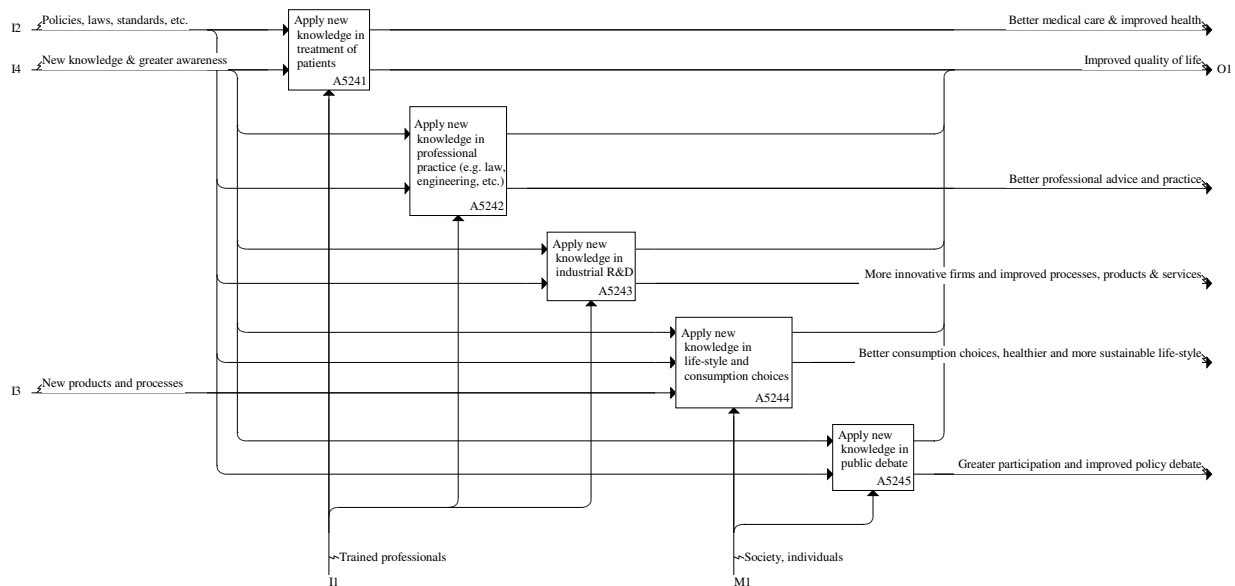 I2
Policies, laws, standards, etc.
Apply new
knowledge in
treatment of
patients
A5241
Better medical care & improved health
I4
New knowledge & greater awareness
Improved quality of life
O1
Apply new
knowledge in
professional
practice (e.g. law,
engineering, etc.)
A5242
Better professional advice and practice
Apply new
knowledge in
industrial R&D
A5243
More innovative firms and improved processes, products & services
Apply new
knowledge in
life-style and
consumption choices
A5244
Better consumption choices, healthier and more sustainable life-style
I3
New products and processes
Apply new
knowledge in
public debate
A5245
Greater participation and improved policy debate
Trained professionals
I1
Society, individuals
M1